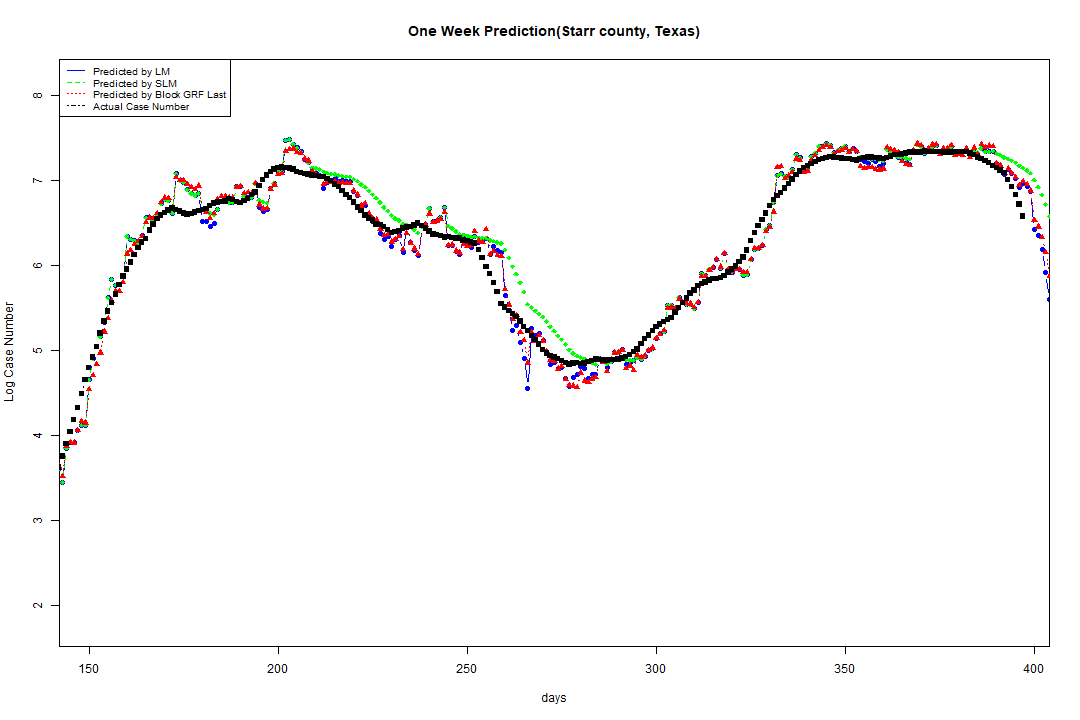 One Week Prediction(Starr county, Texas)
Predicted by LM
Predicted by SLM
Predicted by Block GRF Last
Actual Case Number
8
7
6
5
4
3
2
Log Case Number
150 200 250 300 350 400
days